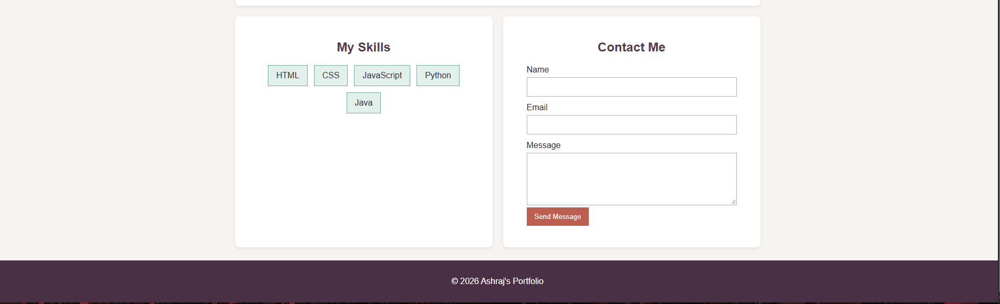 My Skills
HTML CSS JavaScript Python
Java
Contact Me
Name
Email
Message
Send Message
© 2026 Ashraj's Portfolio